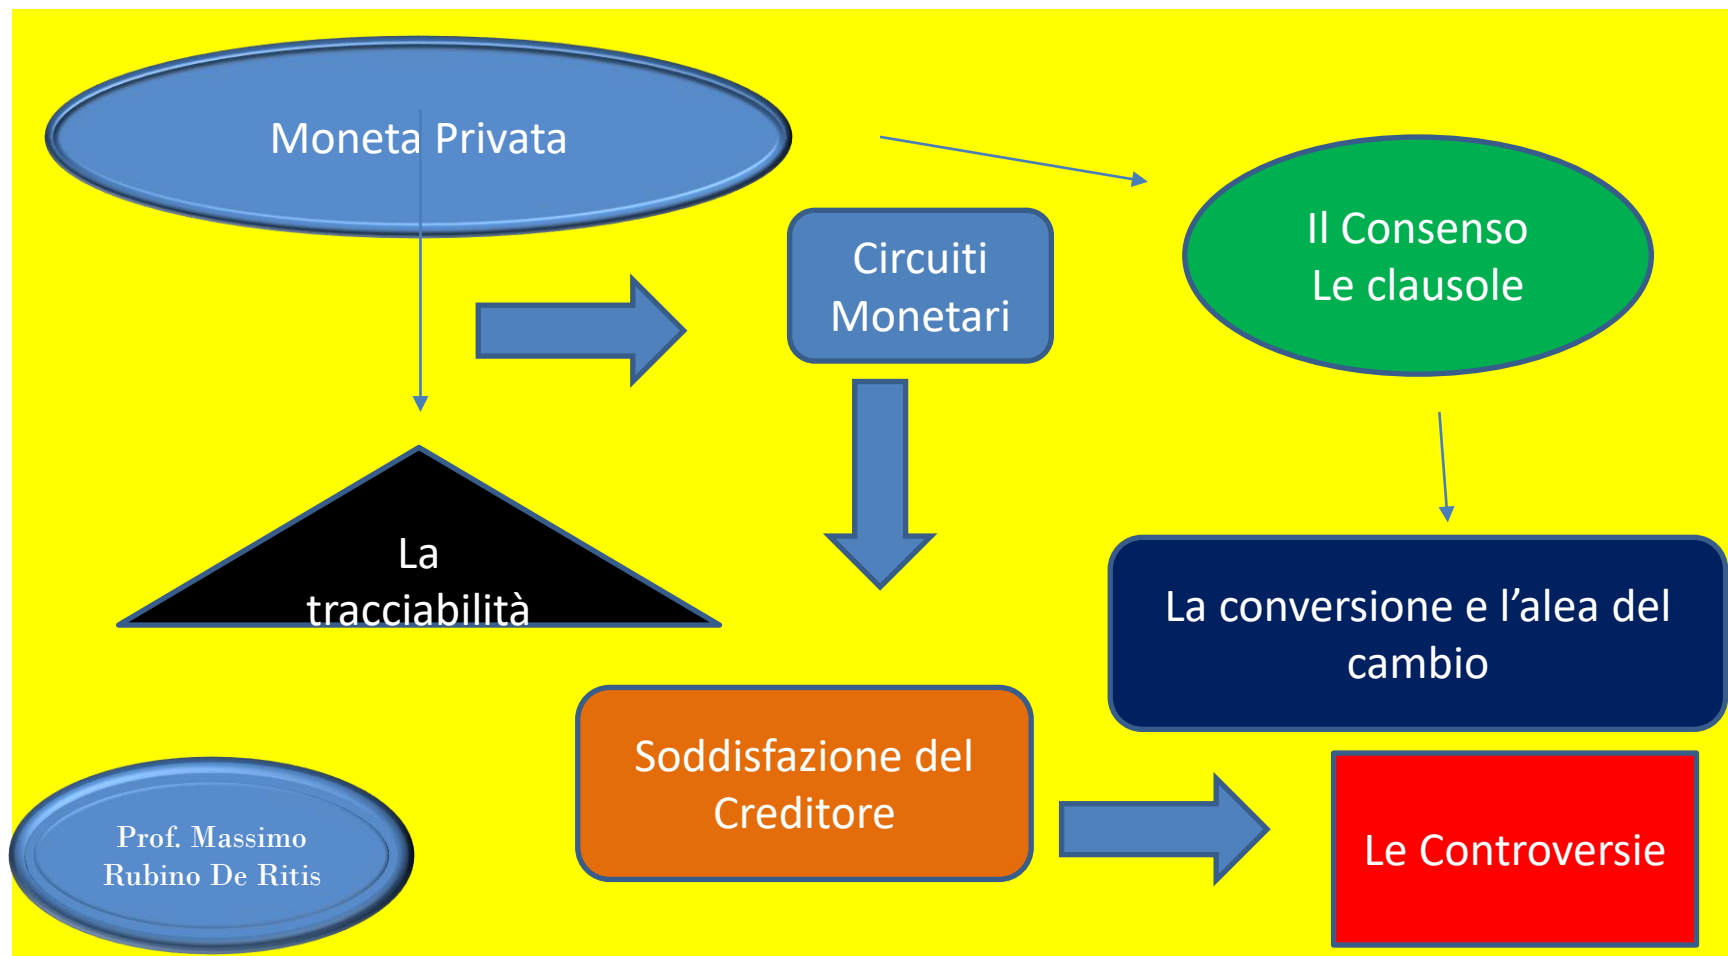 Moneta Privata
Il Consenso
Le clausole
Circuiti
Monetari
La
tracciabilità
La conversione e l’alea del
cambio
Soddisfazione del
Creditore
Le Controversie
Prof. Massimo
Rubino De Ritis